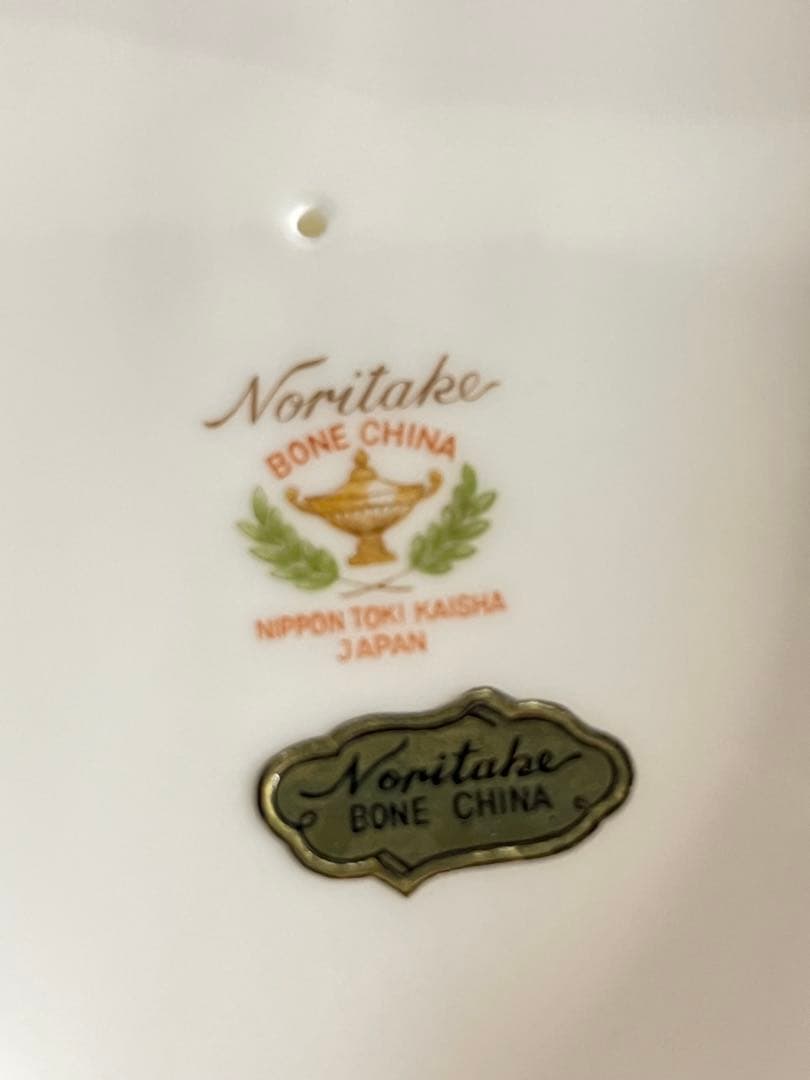 Noritake
BONE CHINA
NIPPON TOKI KAISHA
JAPAN
Noritake
BONE CHINA